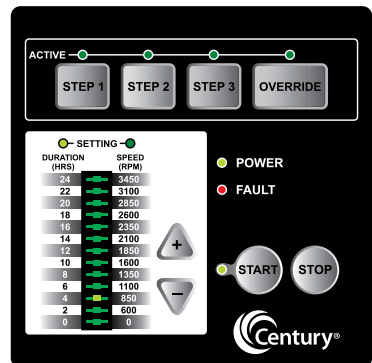 ACTIVE
STEP 1 STEP 2 STEP 3 OVERRIDE
SETTING
DURATION (HRS) SPEED (RPM)
24 3450
22 3100
20 2850
18 2600
16 2350
14 2100
12 1850
10 1600
8 1350
6 1100
4 850
2 600
0 0
POWER
FAULT
+
−
START STOP
Century®